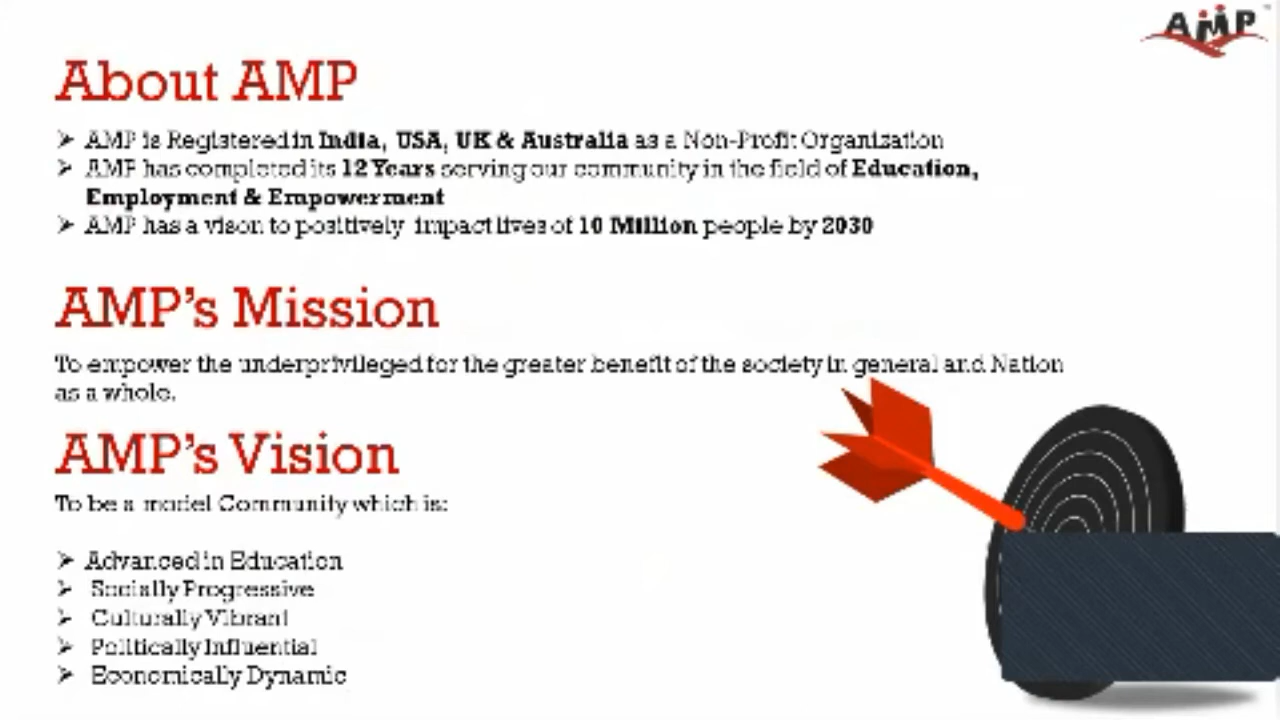 AMP
About AMP
➢ AMP is Registered in India, USA, UK & Australia as a Non-Profit Organization
➢ AMP has completed its 12 Years serving our community in the field of Education,
Employment & Empowerment
➢ AMP has a vison to positively impact lives of 10 Million people by 2030
AMP's Mission
To empower the underprivileged for the greater benefit of the society in general and Nation
as a whole.
AMP's Vision
To be a model Community which is:
➢ Advanced in Education
➢ Socially Progressive
➢ Culturally Vibrant
➢ Politically Influential
➢ Economically Dynamic